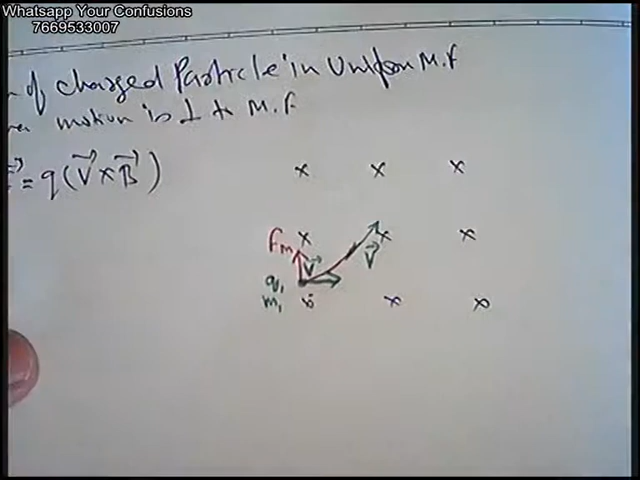 Whatsapp Your Confusions
7669533007
of charged Particle in Uniform M.f
motion is ⊥ to M.f
= q(V⃗ × B⃗)
x x x
Fm x x x
V⃗ V⃗
q,
m, x x